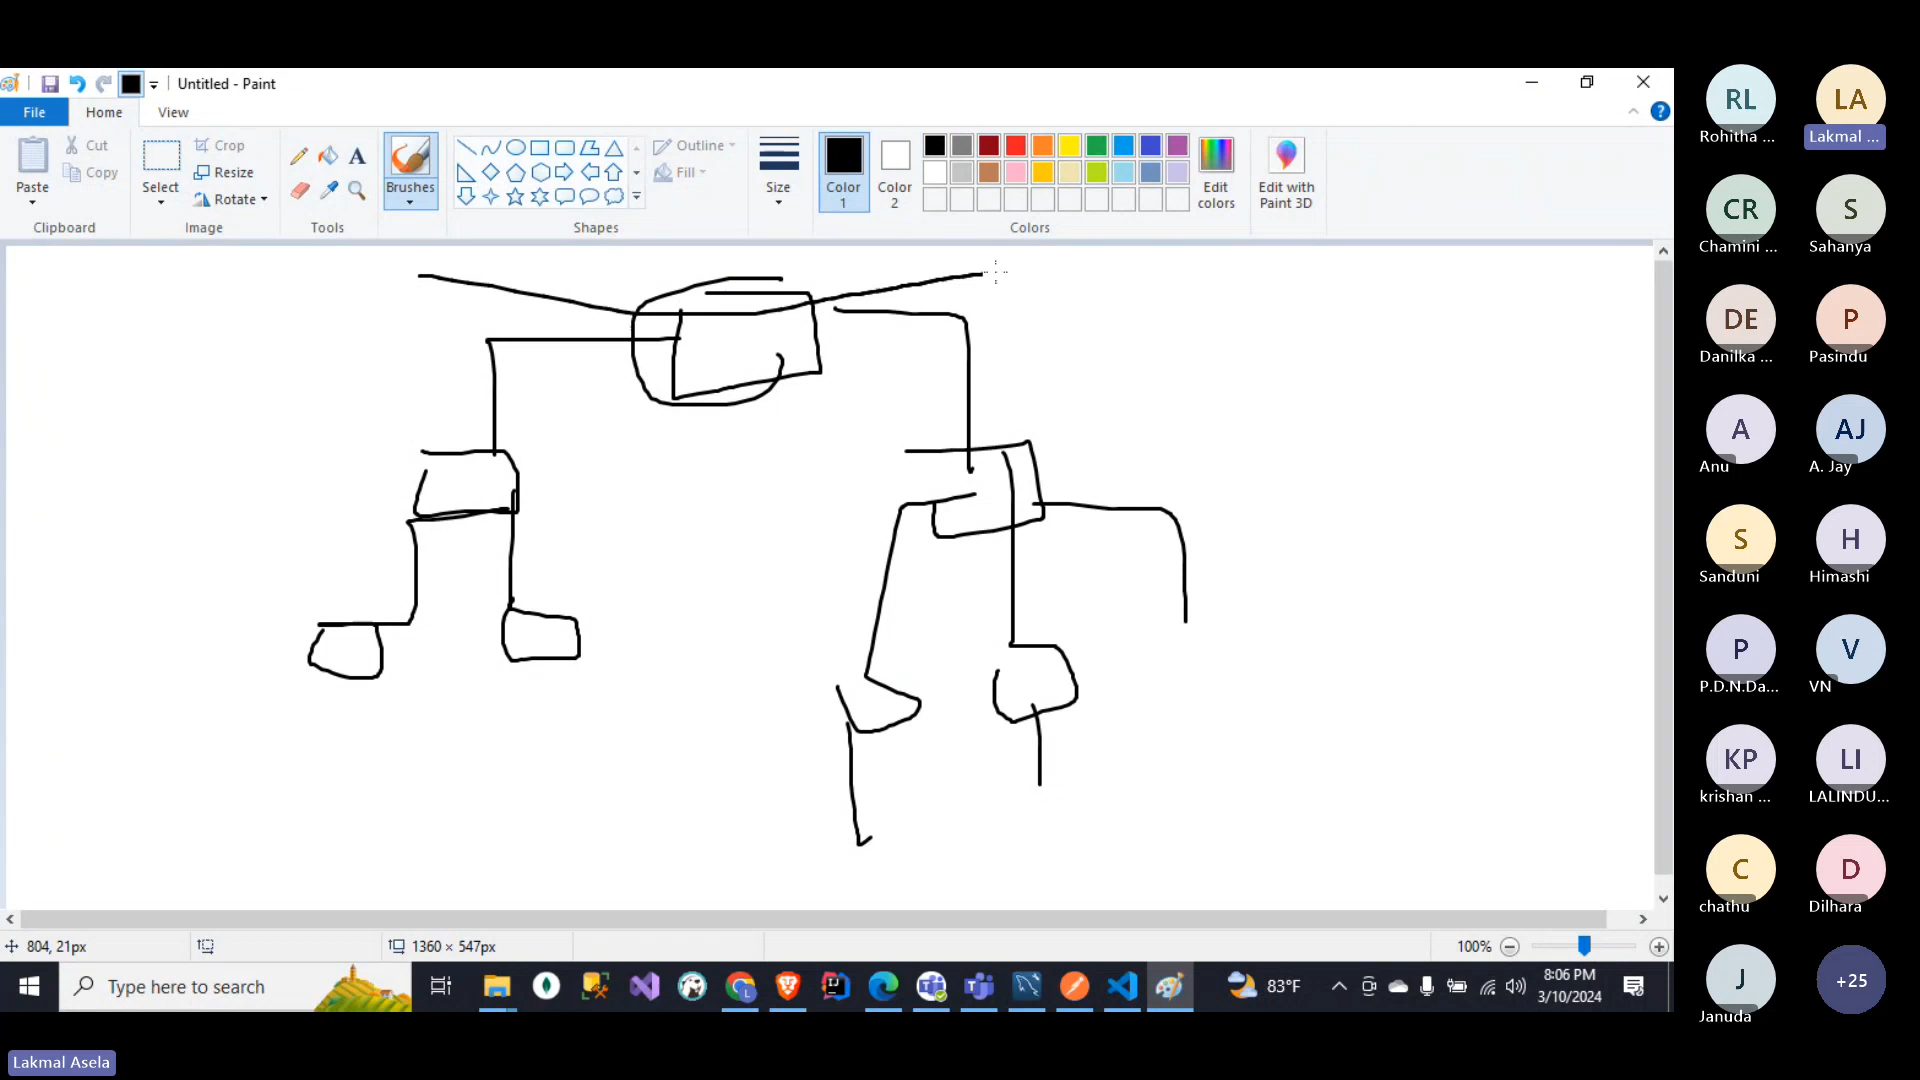 Untitled - Paint
File
Home
View
Paste
Cut
Copy
Clipboard
Select
Crop
Resize
Rotate
Image
A
Tools
Brushes
Shapes
Outline
Fill
Size
Color 1
Color 2
Edit colors
Edit with Paint 3D
Colors
804, 21px
1360 × 547px
100%
Type here to search
83°F
8:06 PM
3/10/2024
RL
Rohitha ...
LA
Lakmal ...
CR
Chamini ...
S
Sahanya
DE
Danilka ...
P
Pasindu
A
Anu
AJ
A. Jay
S
Sanduni
H
Himashi
P
P.D.N.Da...
V
VN
KP
krishan ...
LI
LALINDU...
C
chathu
D
Dilhara
J
Januda
+25
Lakmal Asela